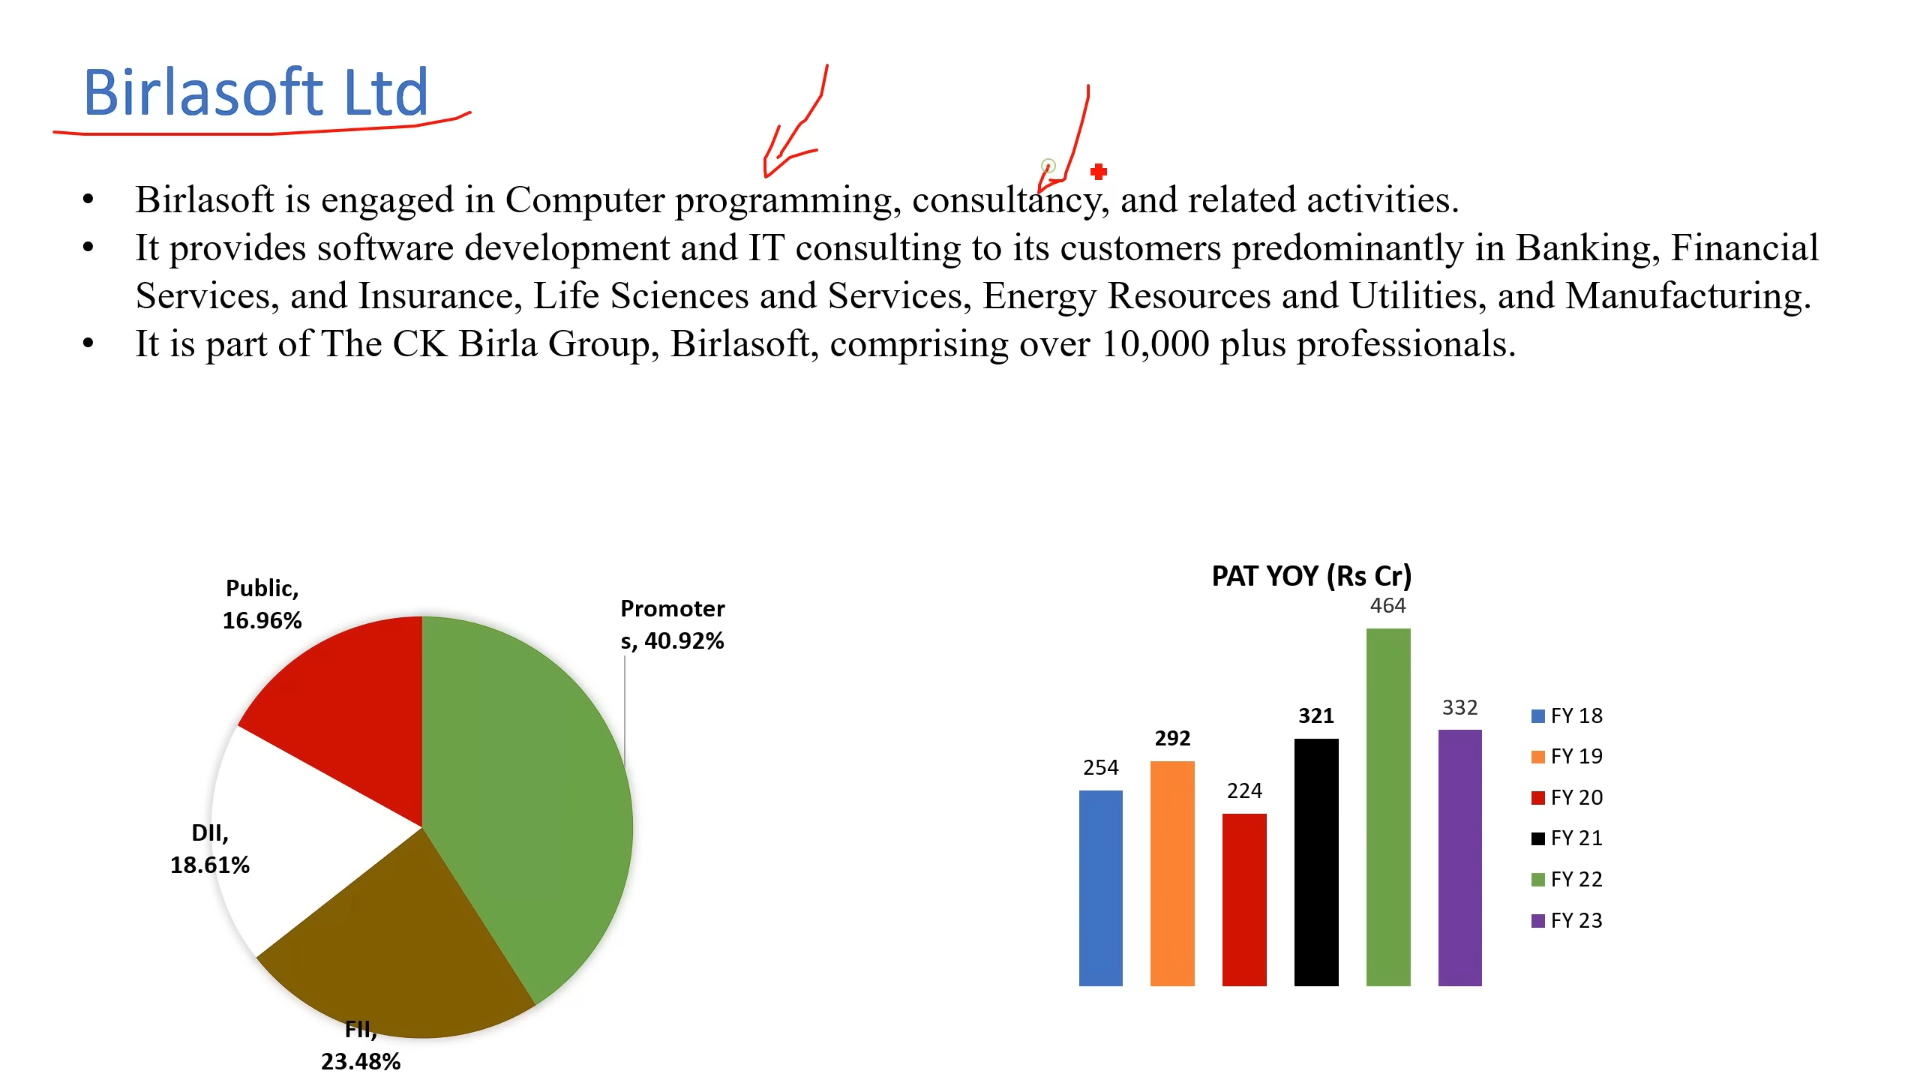 Birlasoft Ltd
• Birlasoft is engaged in Computer programming, consultancy, and related activities.
• It provides software development and IT consulting to its customers predominantly in Banking, Financial
Services, and Insurance, Life Sciences and Services, Energy Resources and Utilities, and Manufacturing.
• It is part of The CK Birla Group, Birlasoft, comprising over 10,000 plus professionals.
Public,
16.96%
Promoter
s, 40.92%
DII,
18.61%
FII,
23.48%
PAT YOY (Rs Cr)
254
292
224
321
464
332
FY 18
FY 19
FY 20
FY 21
FY 22
FY 23